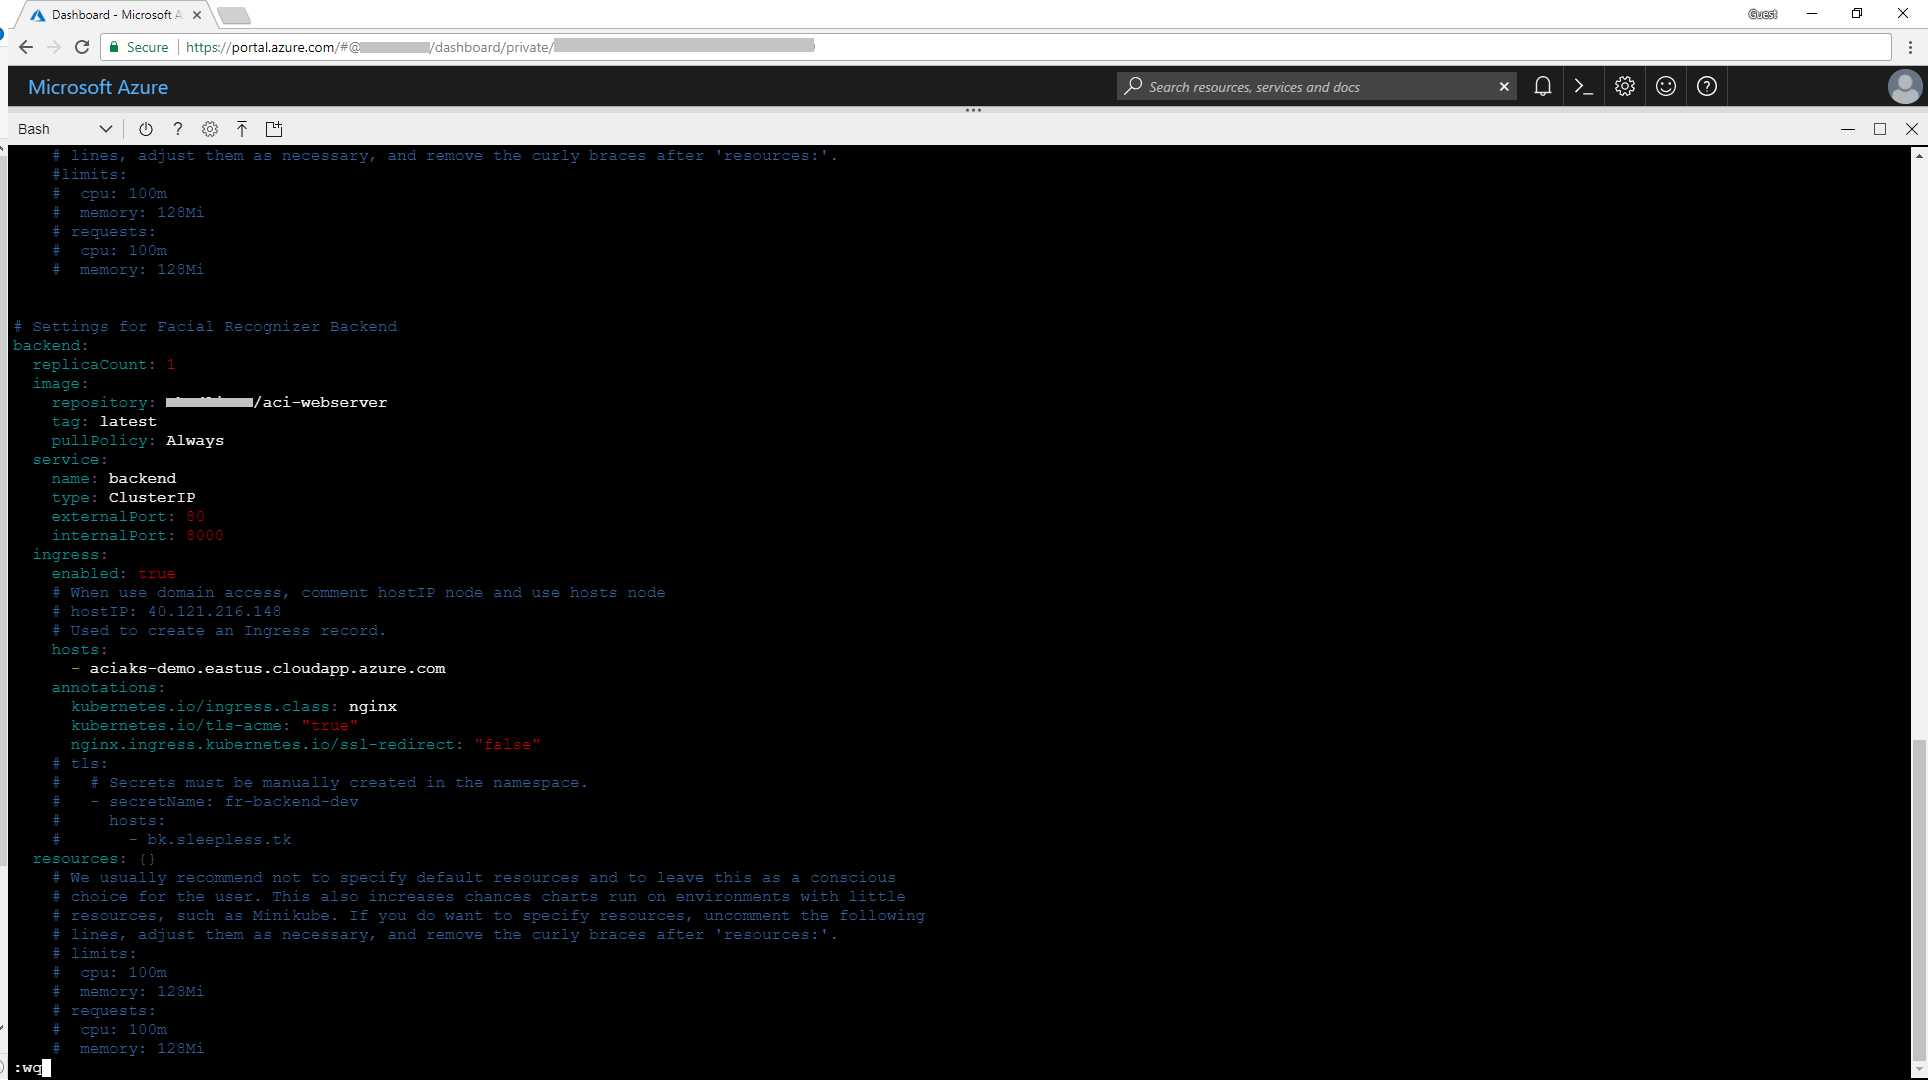 Dashboard - Microsoft A
Guest
Secure
https://portal.azure.com/#@ /dashboard/private/
Microsoft Azure
Search resources, services and docs
Bash
    # lines, adjust them as necessary, and remove the curly braces after 'resources:'.
    #limits:
    #  cpu: 100m
    #  memory: 128Mi
    # requests:
    #  cpu: 100m
    #  memory: 128Mi
# Settings for Facial Recognizer Backend
backend:
  replicaCount: 1
  image:
    repository: /aci-webserver
    tag: latest
    pullPolicy: Always
  service:
    name: backend
    type: ClusterIP
    externalPort: 80
    internalPort: 8000
  ingress:
    enabled: true
    # When use domain access, comment hostIP node and use hosts node
    # hostIP: 40.121.216.148
    # Used to create an Ingress record.
    hosts:
      - aciaks-demo.eastus.cloudapp.azure.com
    annotations:
      kubernetes.io/ingress.class: nginx
      kubernetes.io/tls-acme: "true"
      nginx.ingress.kubernetes.io/ssl-redirect: "false"
    # tls:
    #   # Secrets must be manually created in the namespace.
    #   - secretName: fr-backend-dev
    #     hosts:
    #       - bk.sleepless.tk
  resources: {}
    # We usually recommend not to specify default resources and to leave this as a conscious
    # choice for the user. This also increases chances charts run on environments with little
    # resources, such as Minikube. If you do want to specify resources, uncomment the following
    # lines, adjust them as necessary, and remove the curly braces after 'resources:'.
    # limits:
    #  cpu: 100m
    #  memory: 128Mi
    # requests:
    #  cpu: 100m
    #  memory: 128Mi
:wq